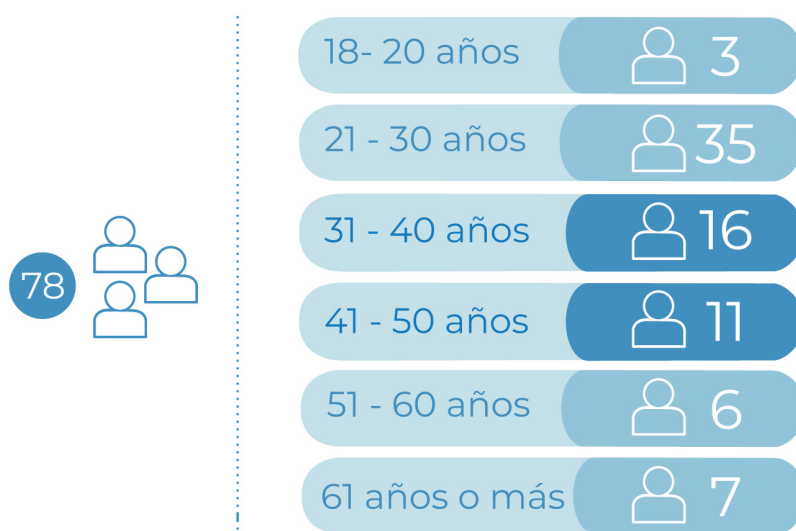 78
18- 20 años 3
21 - 30 años 35
31 - 40 años 16
41 - 50 años 11
51 - 60 años 6
61 años o más 7